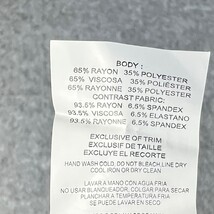 BODY :
65% RAYON 35% POLYESTER
65% VISCOSA 35% POLIÉSTER
65% RAYONNE 35% POLYESTER
CONTRAST FABRIC:
93.5% RAYON 6.5% SPANDEX
93.5% VISCOSA 6.5% ELASTANO
93.5% RAYONNE 6.5% SPANDEX
EXCLUSIVE OF TRIM
EXCLUSIF DE TAILLE
EXCLUYE EL RECORTE
HAND WASH COLD, DO NOT BLEACH LINE DRY
COOL IRON OR DRY CLEAN
LAVAR A MANO CON AGUA FRIA
NO USAR BLANQUEADOR, COLGAR PARA SECAR
PLANCHAR A TEMPERATURA FRIA
SE PUEDE LAVAR EN SECO